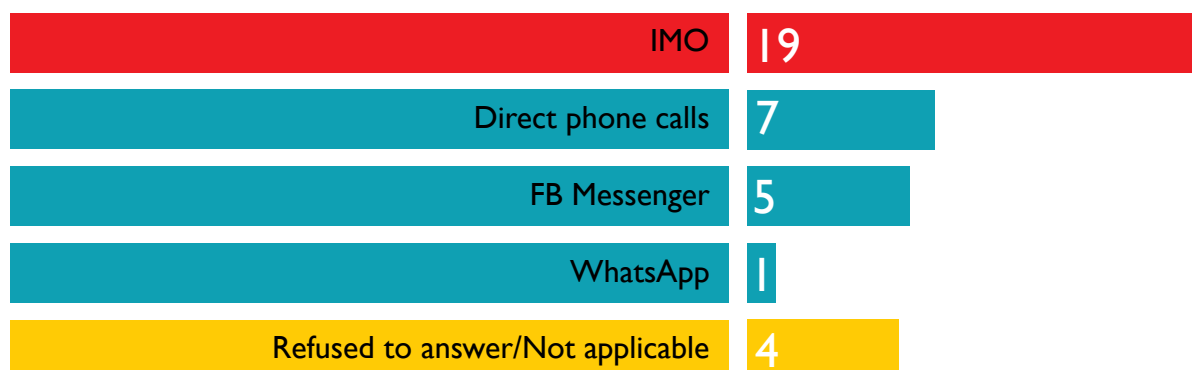 IMO 19
Direct phone calls 7
FB Messenger 5
WhatsApp 1
Refused to answer/Not applicable 4